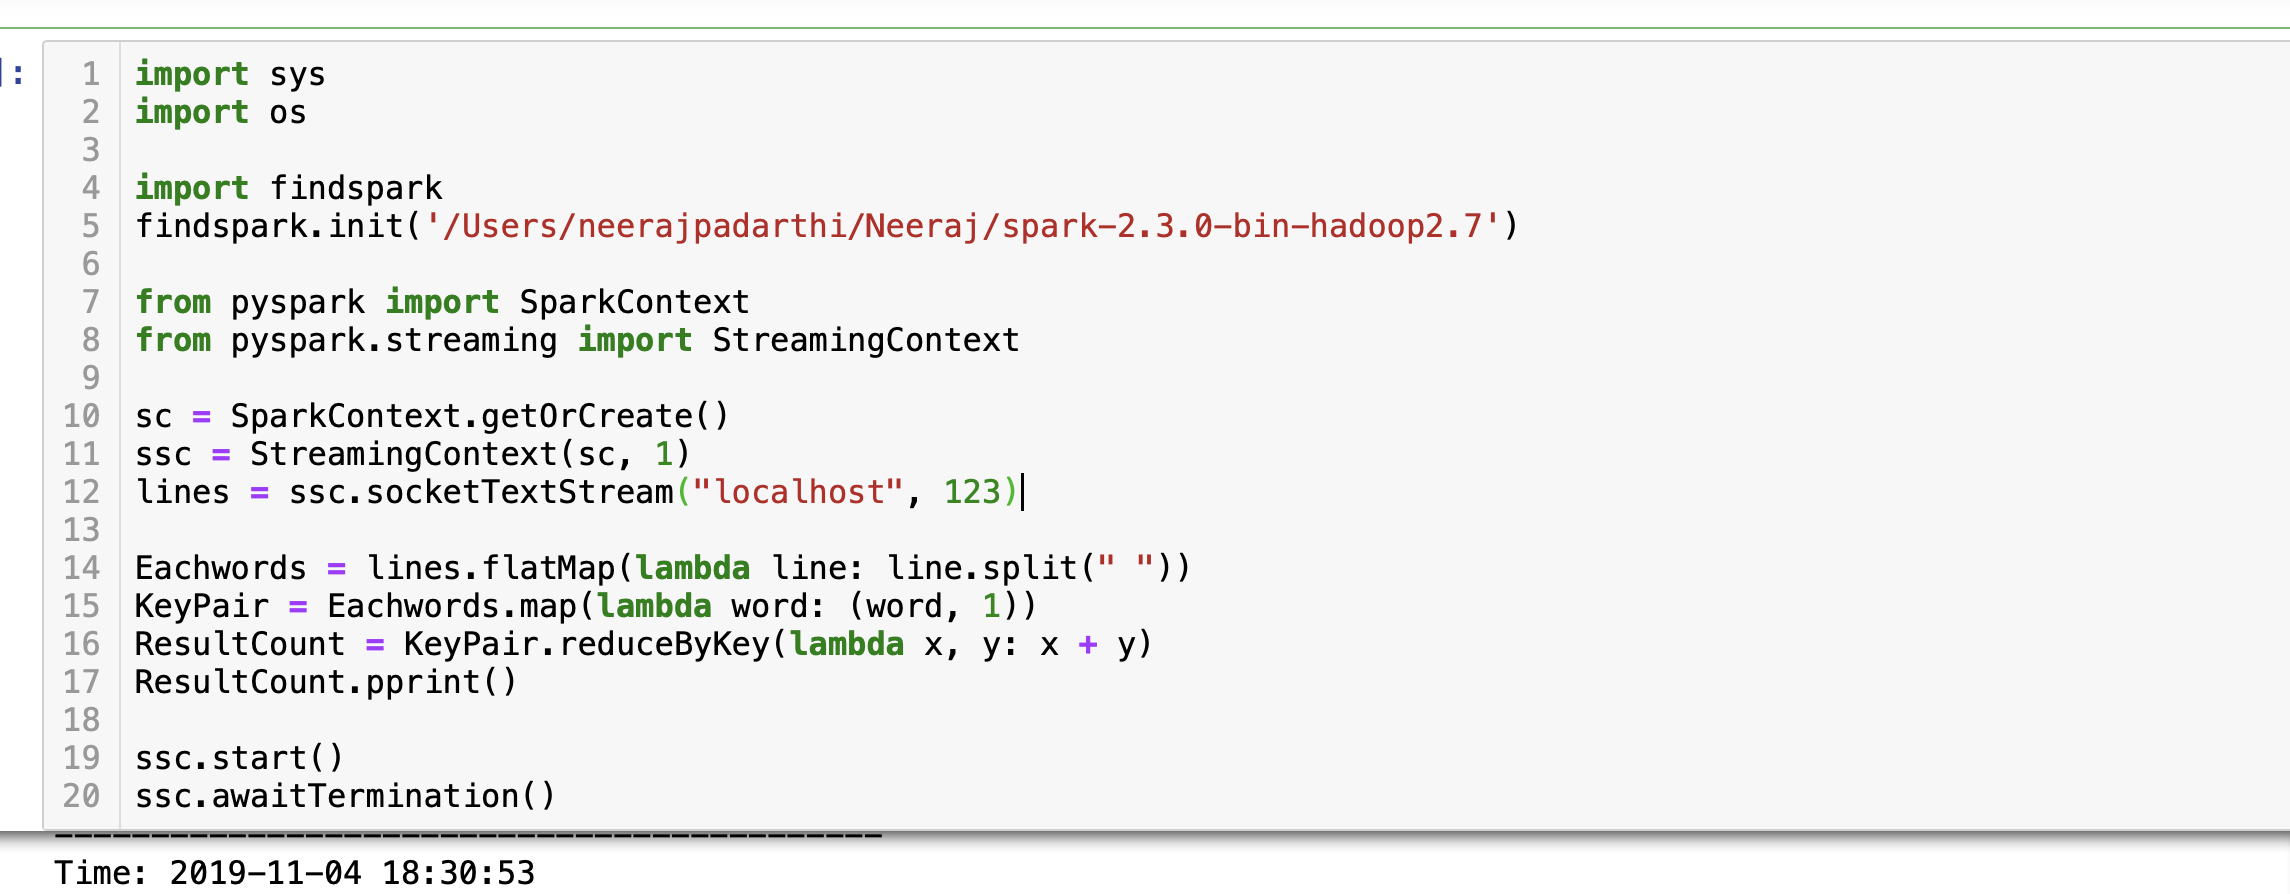 ]:
1 import sys
2 import os
3
4 import findspark
5 findspark.init('/Users/neerajpadarthi/Neeraj/spark-2.3.0-bin-hadoop2.7')
6
7 from pyspark import SparkContext
8 from pyspark.streaming import StreamingContext
9
10 sc = SparkContext.getOrCreate()
11 ssc = StreamingContext(sc, 1)
12 lines = ssc.socketTextStream("localhost", 123)
13
14 Eachwords = lines.flatMap(lambda line: line.split(" "))
15 KeyPair = Eachwords.map(lambda word: (word, 1))
16 ResultCount = KeyPair.reduceByKey(lambda x, y: x + y)
17 ResultCount.pprint()
18
19 ssc.start()
20 ssc.awaitTermination()
-------------------------------------------
Time: 2019-11-04 18:30:53